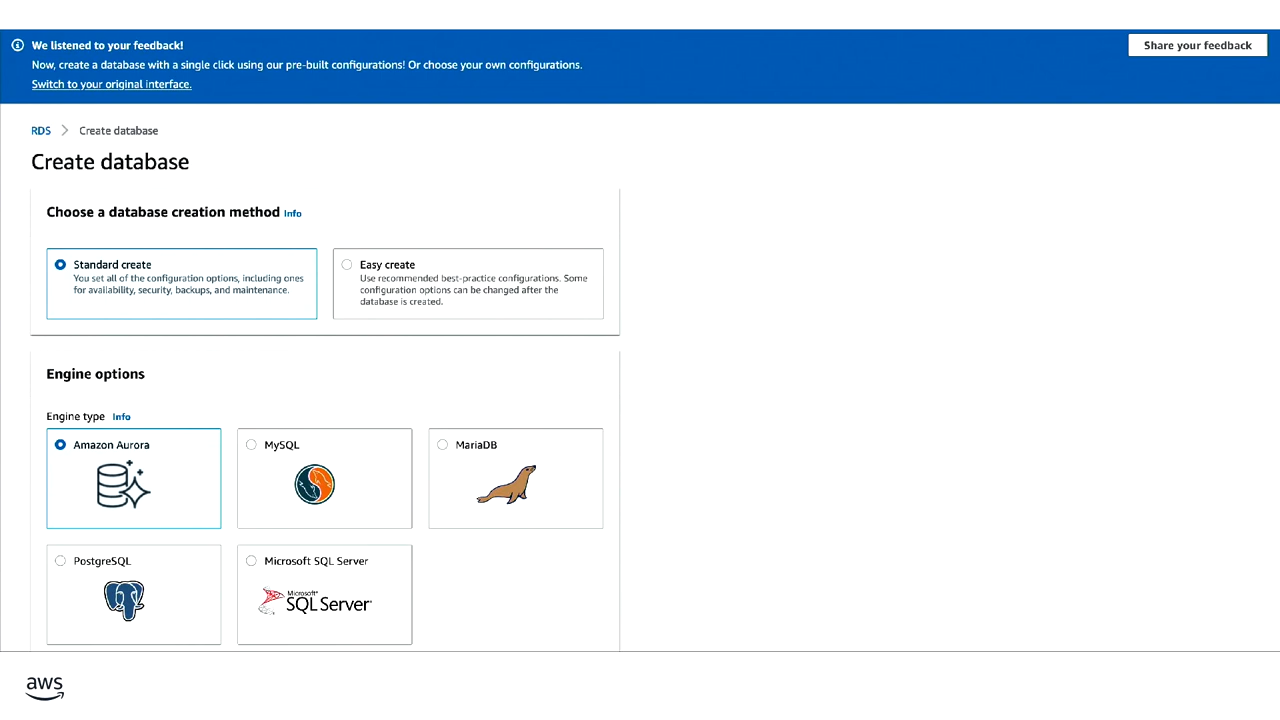 We listened to your feedback!
Share your feedback
Now, create a database with a single click using our pre-built configurations! Or choose your own configurations.
Switch to your original interface.
RDS > Create database
Create database
Choose a database creation method Info
Standard create
You set all of the configuration options, including ones
for availability, security, backups, and maintenance.
Easy create
Use recommended best-practice configurations. Some
configuration options can be changed after the
database is created.
Engine options
Engine type Info
Amazon Aurora
MySQL
MariaDB
PostgreSQL
Microsoft SQL Server
Microsoft®
SQL Server
aws